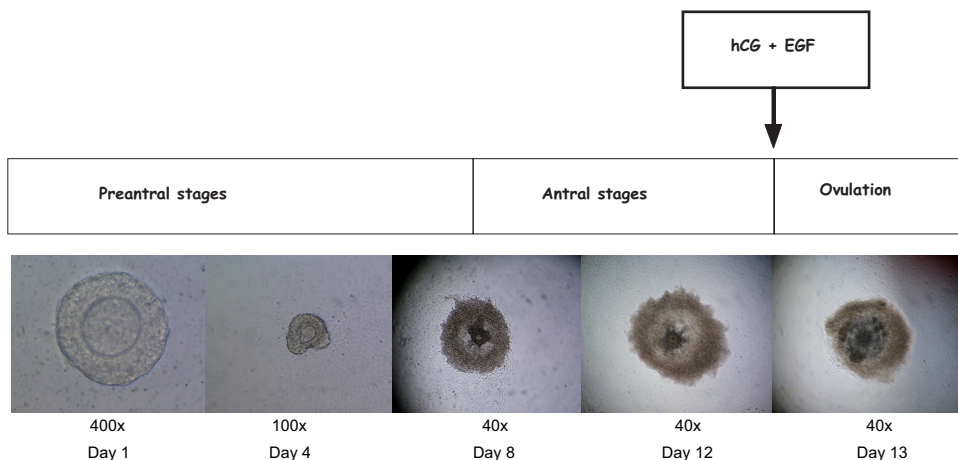 hCG + EGF
Preantral stages
Antral stages
Ovulation
400x
100x
40x
40x
40x
Day 1
Day 4
Day 8
Day 12
Day 13